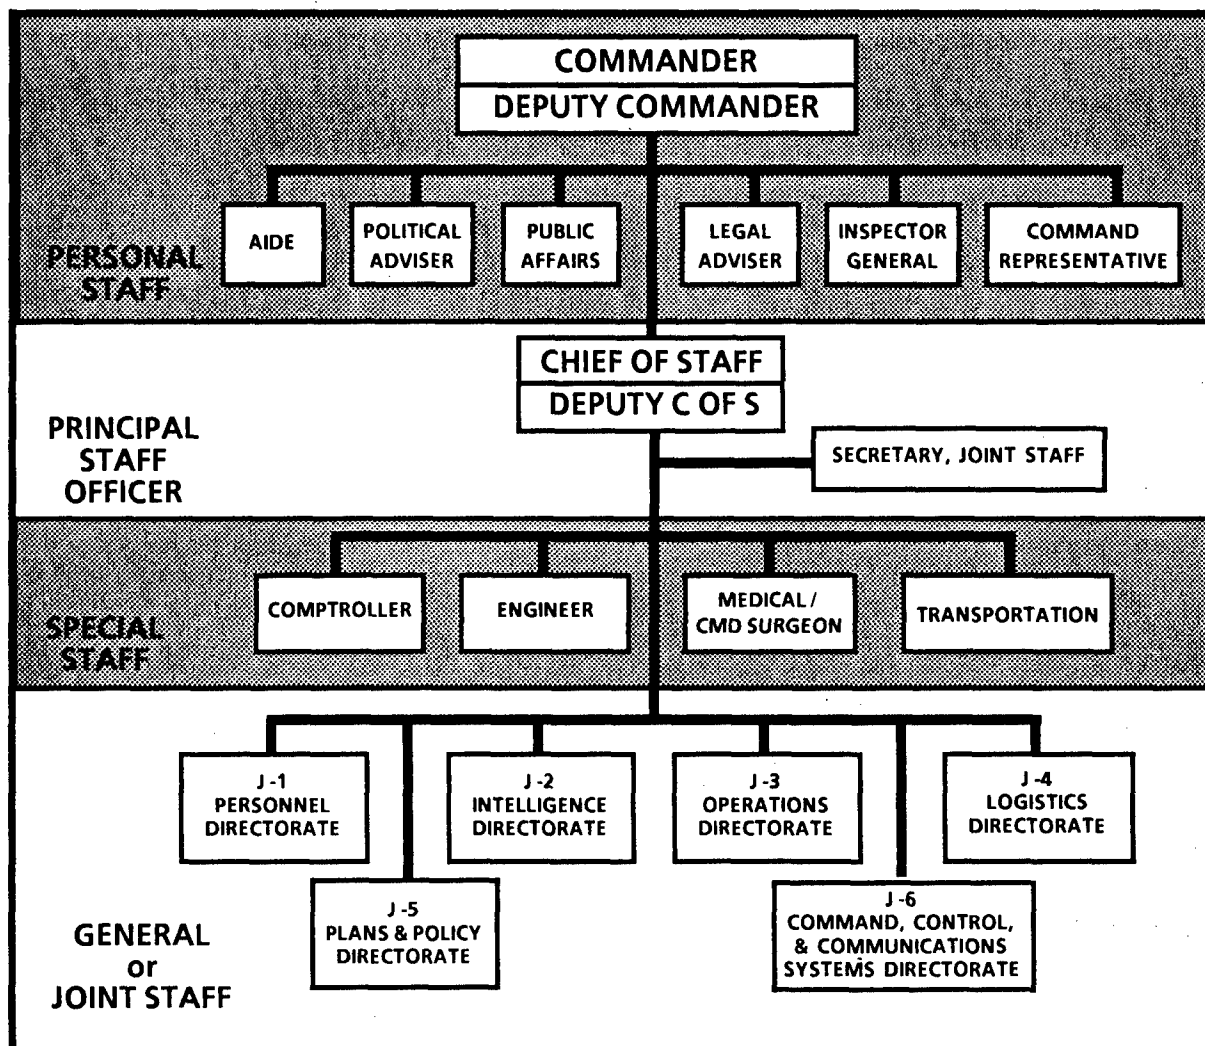 COMMANDER
DEPUTY COMMANDER
PERSONAL
STAFF
AIDE
POLITICAL
ADVISER
PUBLIC
AFFAIRS
LEGAL
ADVISER
INSPECTOR
GENERAL
COMMAND
REPRESENTATIVE
CHIEF OF STAFF
DEPUTY C OF S
PRINCIPAL
STAFF
OFFICER
SECRETARY, JOINT STAFF
SPECIAL
STAFF
COMPTROLLER
ENGINEER
MEDICAL /
CMD SURGEON
TRANSPORTATION
J-1
PERSONNEL
DIRECTORATE
J-2
INTELLIGENCE
DIRECTORATE
J-3
OPERATIONS
DIRECTORATE
J-4
LOGISTICS
DIRECTORATE
GENERAL
or
JOINT STAFF
J-5
PLANS & POLICY
DIRECTORATE
J-6
COMMAND, CONTROL,
& COMMUNICATIONS
SYSTEMS DIRECTORATE